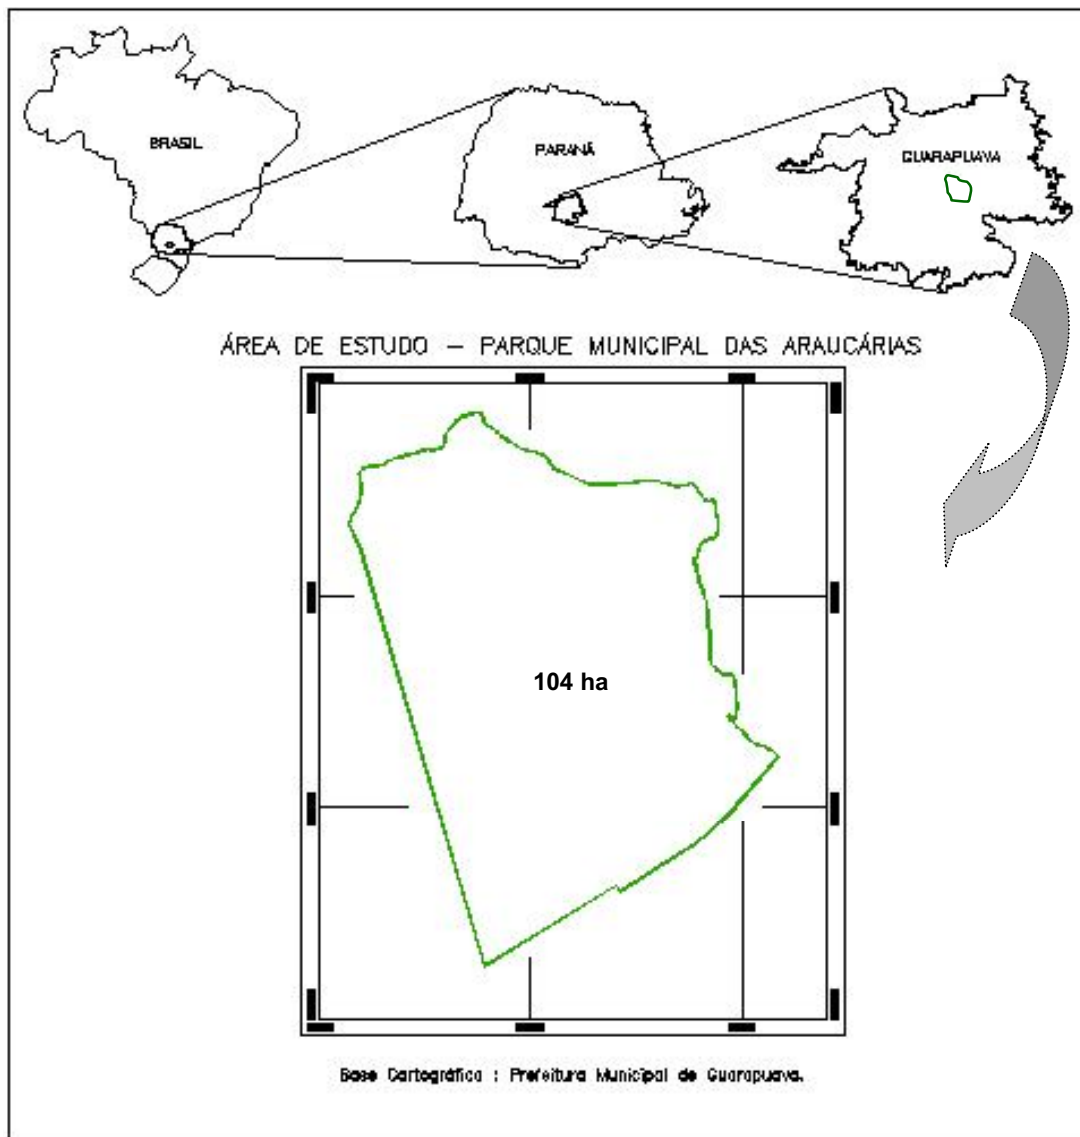 BRASIL
PARANÁ
GUARAPUAVA
ÁREA DE ESTUDO – PARQUE MUNICIPAL DAS ARAUCÁRIAS
104 ha
Base Cartográfica : Prefeitura Municipal de Guarapuava.